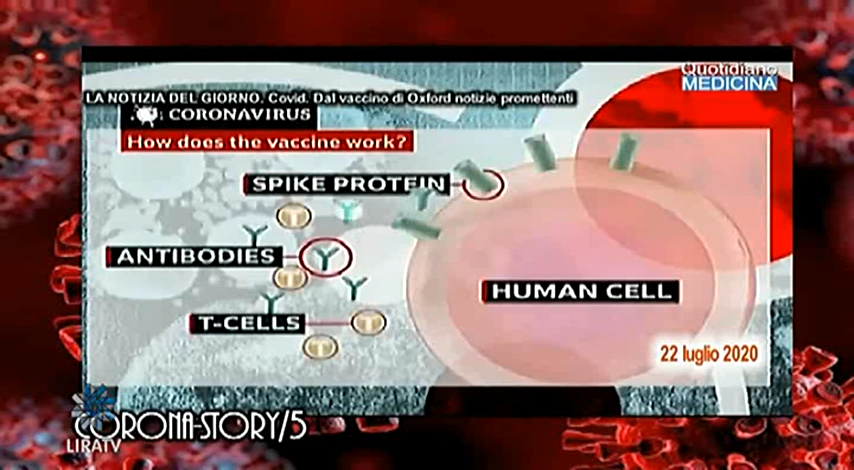 Quotidiano
MEDICINA
LA NOTIZIA DEL GIORNO. Covid. Dal vaccino di Oxford notizie promettenti
CORONAVIRUS
How does the vaccine work?
SPIKE PROTEIN
ANTIBODIES
HUMAN CELL
T-CELLS
22 luglio 2020
CORONA-STORY/5
LIRATV